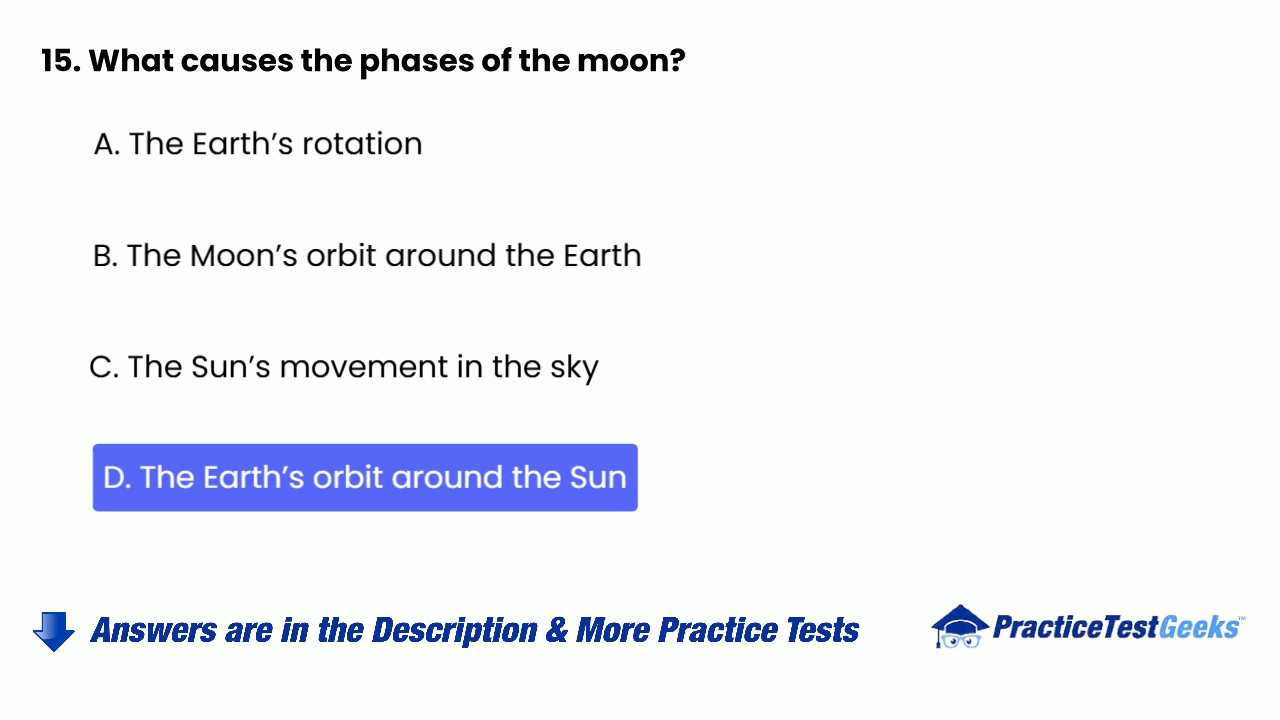 15. What causes the phases of the moon?
A. The Earth’s rotation
B. The Moon’s orbit around the Earth
C. The Sun’s movement in the sky
D. The Earth’s orbit around the Sun
Answers are in the Description & More Practice Tests
PracticeTestGeeks™